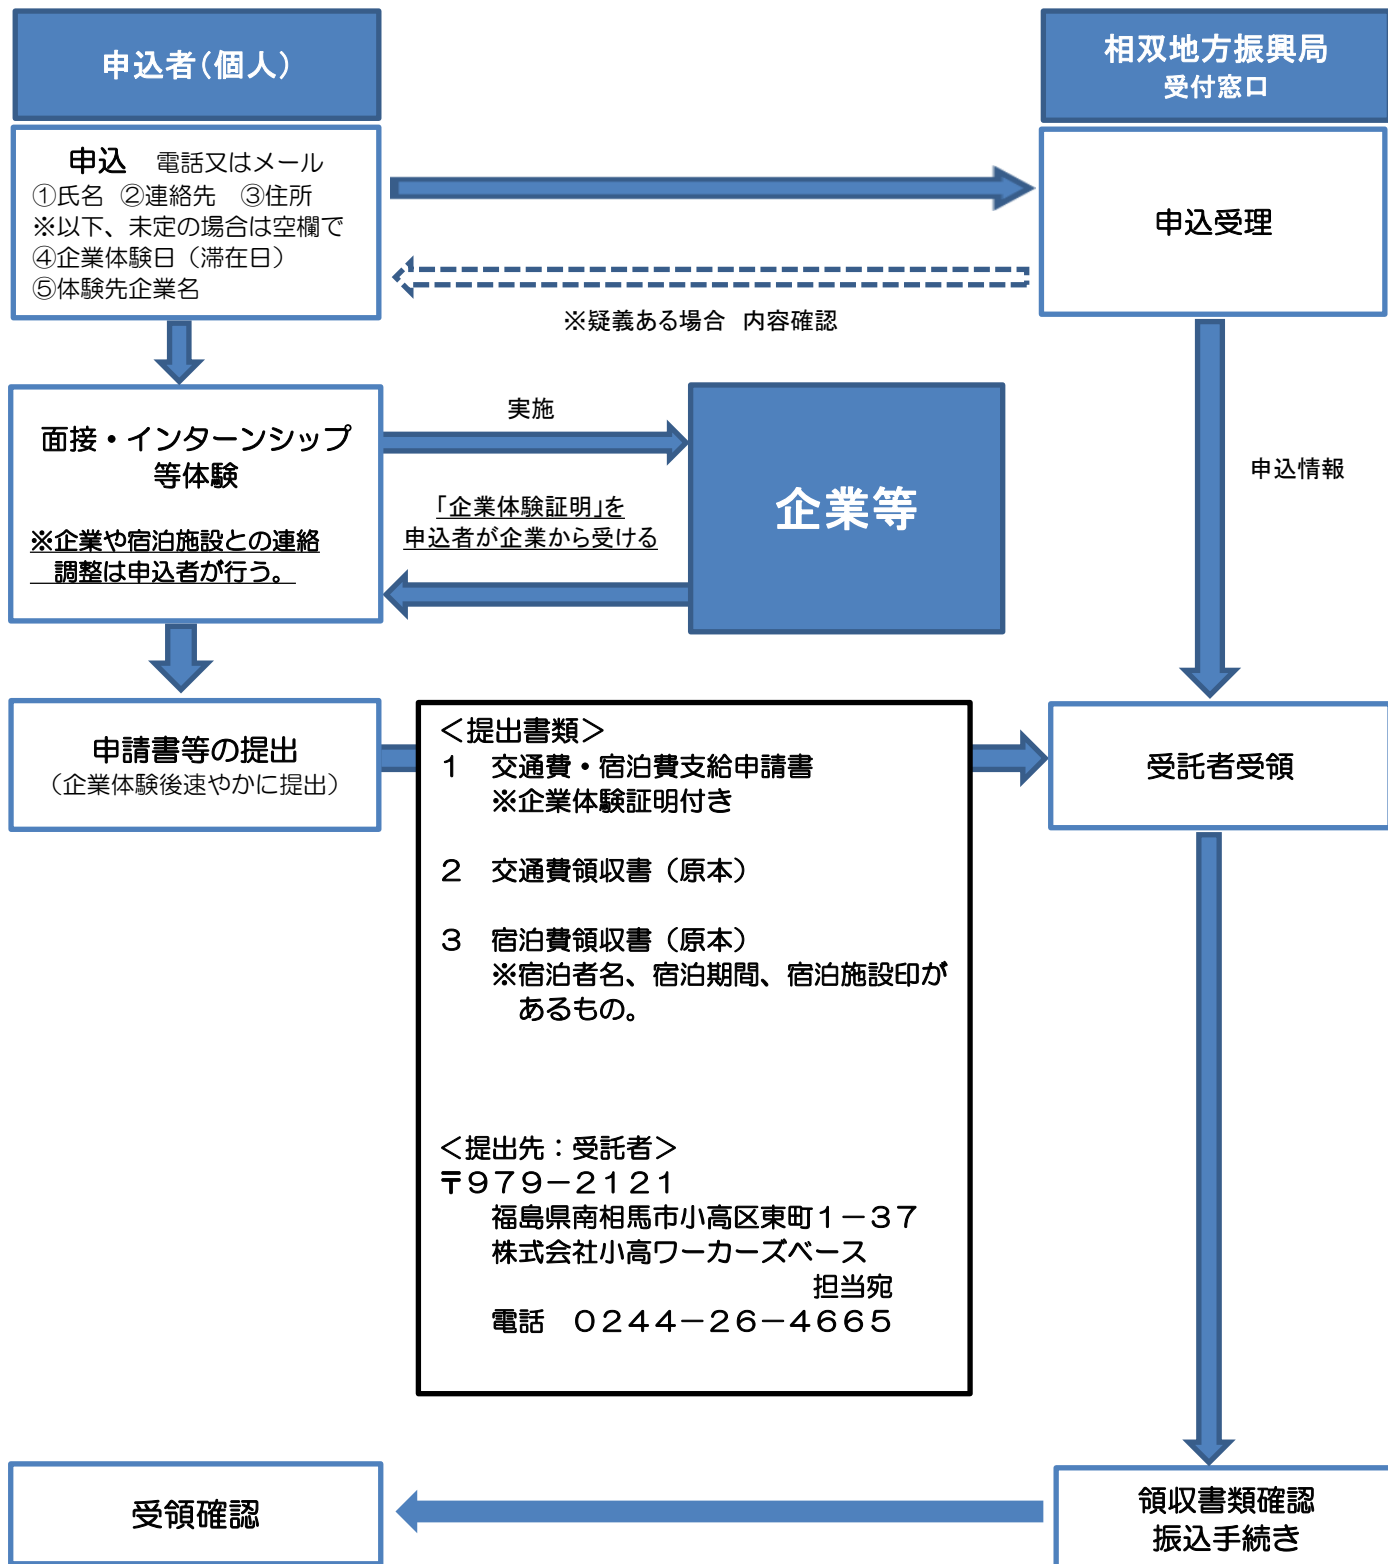 申込者（個人）
相双地方振興局
受付窓口
申込　電話又はメール
①氏名　②連絡先　③住所
※以下、未定の場合は空欄で
④企業体験日（滞在日）
⑤体験先企業名
申込受理
※疑義ある場合　内容確認
面接・インターンシップ
等体験
※企業や宿泊施設との連絡
調整は申込者が行う。
実施
「企業体験証明」を
申込者が企業から受ける
企業等
申込情報
申請書等の提出
（企業体験後速やかに提出）
＜提出書類＞
１　交通費・宿泊費支給申請書
※企業体験証明付き
２　交通費領収書（原本）
３　宿泊費領収書（原本）
※宿泊者名、宿泊期間、宿泊施設印が
あるもの。
＜提出先：受託者＞
〒９７９－２１２１
福島県南相馬市小高区東町１－３７
株式会社小高ワーカーズベース
担当宛
電話　０２４４－２６－４６６５
受託者受領
受領確認
領収書類確認
振込手続き